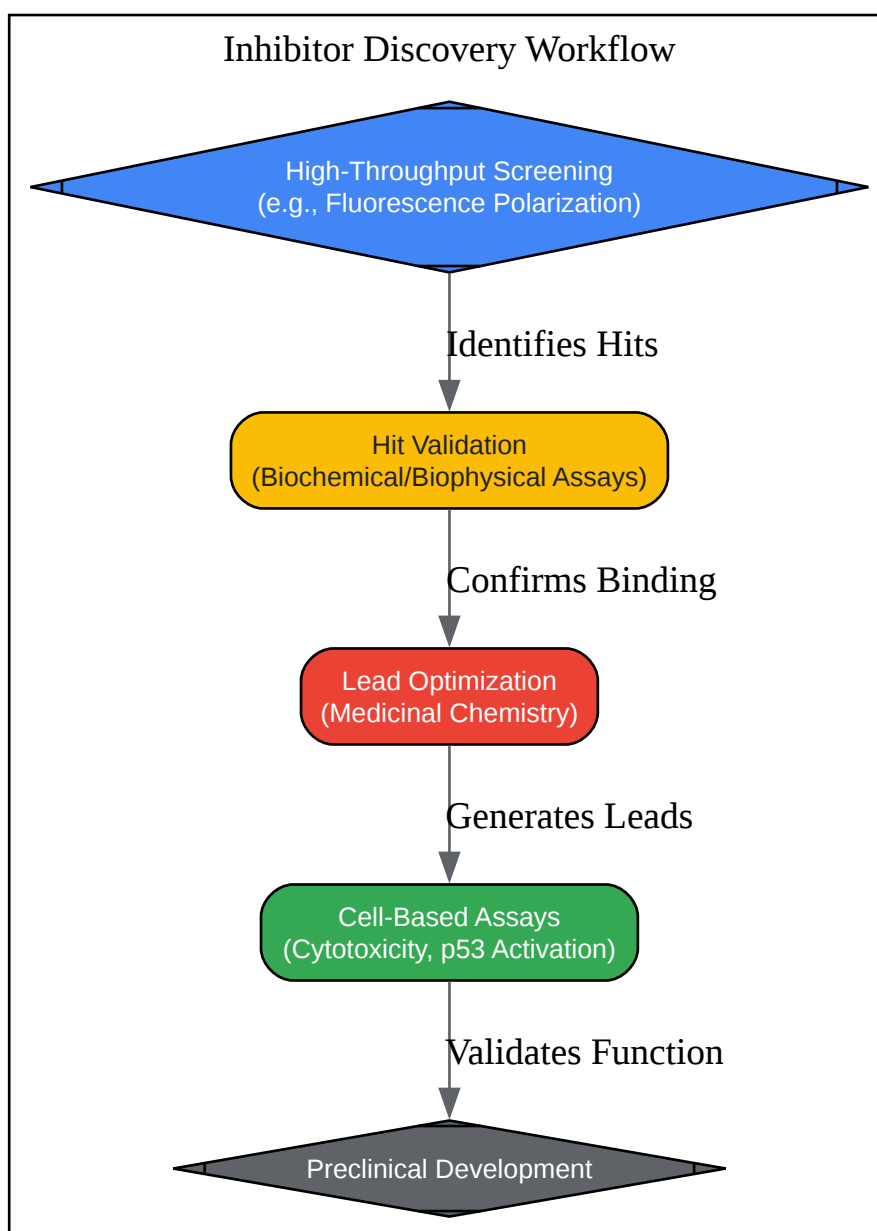 Inhibitor Discovery Workflow
High-Throughput Screening
(e.g., Fluorescence Polarization)
Identifies Hits
Hit Validation
(Biochemical/Biophysical Assays)
Confirms Binding
Lead Optimization
(Medicinal Chemistry)
Generates Leads
Cell-Based Assays
(Cytotoxicity, p53 Activation)
Validates Function
Preclinical Development